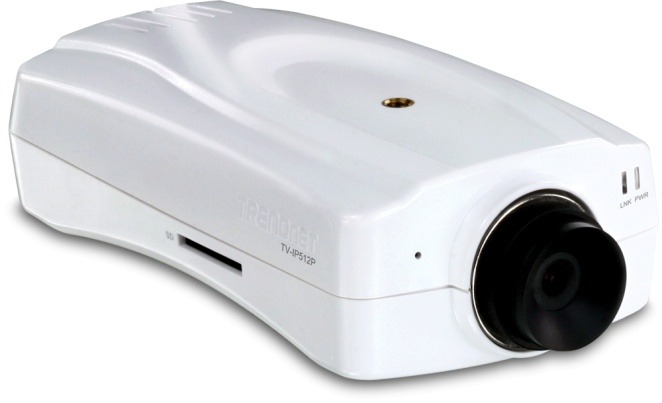 TRENDnet
TV-IP512P
SD
LNK PWR